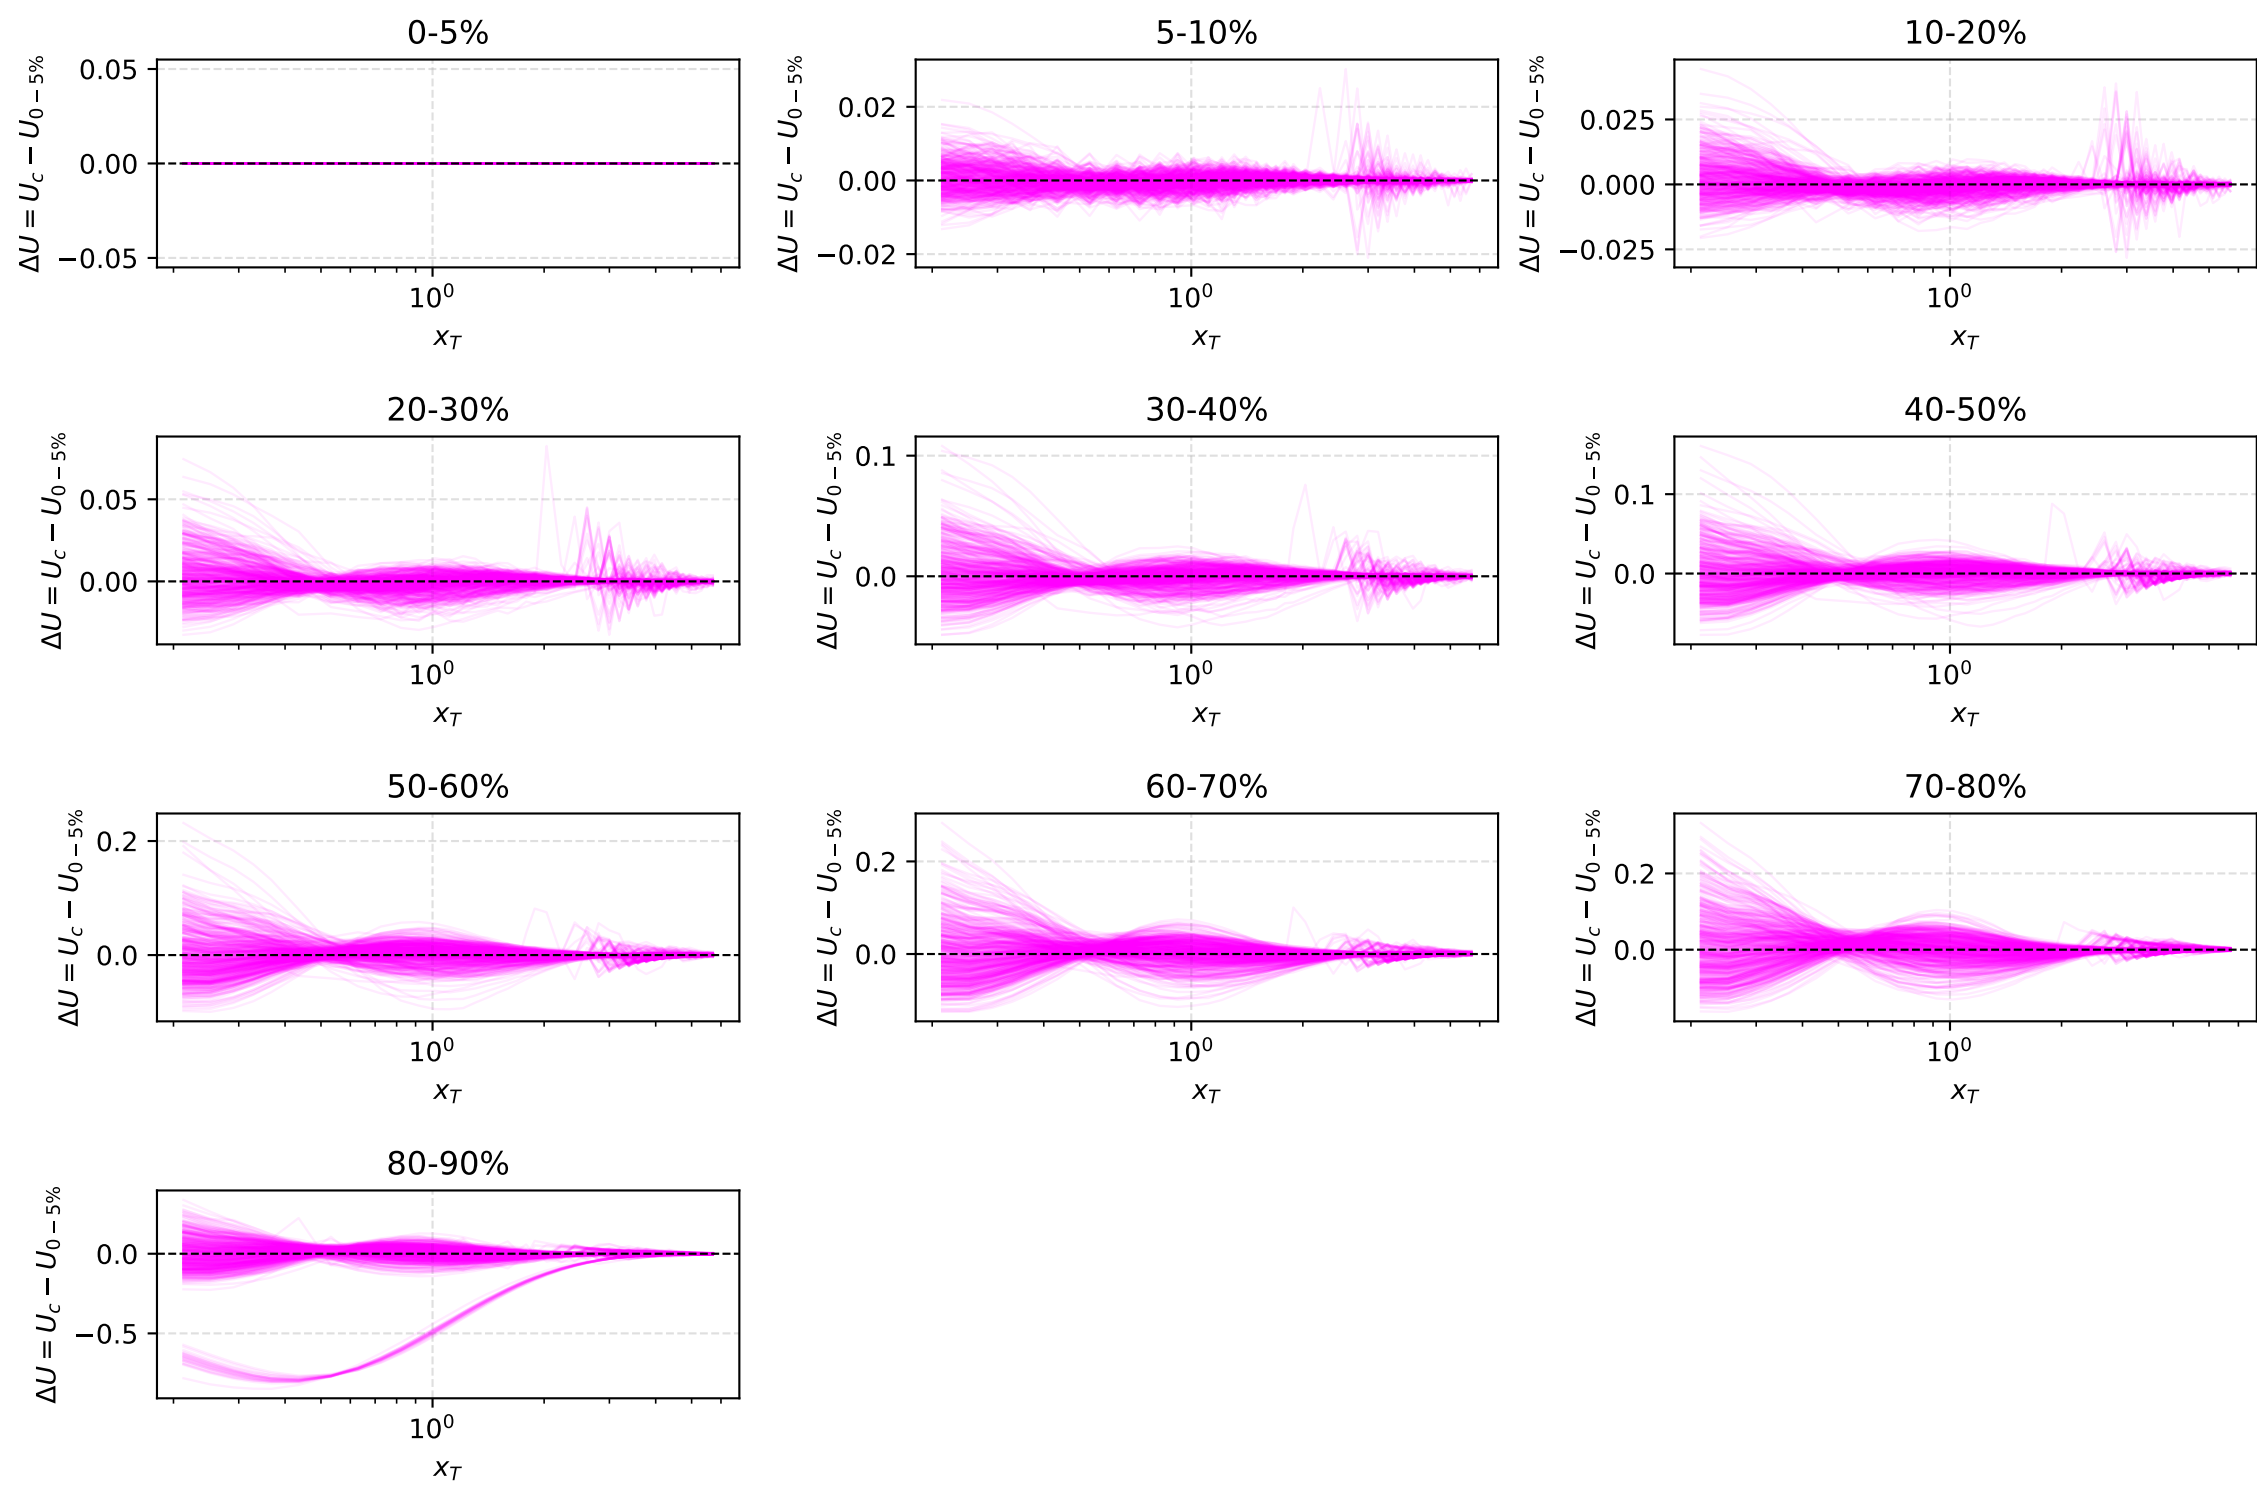 0-5%
ΔU = U_c − U_{0−5%}
0.05
0.00
−0.05
10^0
x_T
5-10%
ΔU = U_c − U_{0−5%}
0.02
0.00
−0.02
10^0
x_T
10-20%
ΔU = U_c − U_{0−5%}
0.025
0.000
−0.025
10^0
x_T
20-30%
ΔU = U_c − U_{0−5%}
0.05
0.00
10^0
x_T
30-40%
ΔU = U_c − U_{0−5%}
0.1
0.0
10^0
x_T
40-50%
ΔU = U_c − U_{0−5%}
0.1
0.0
10^0
x_T
50-60%
ΔU = U_c − U_{0−5%}
0.2
0.0
10^0
x_T
60-70%
ΔU = U_c − U_{0−5%}
0.2
0.0
10^0
x_T
70-80%
ΔU = U_c − U_{0−5%}
0.2
0.0
10^0
x_T
80-90%
ΔU = U_c − U_{0−5%}
0.0
−0.5
10^0
x_T